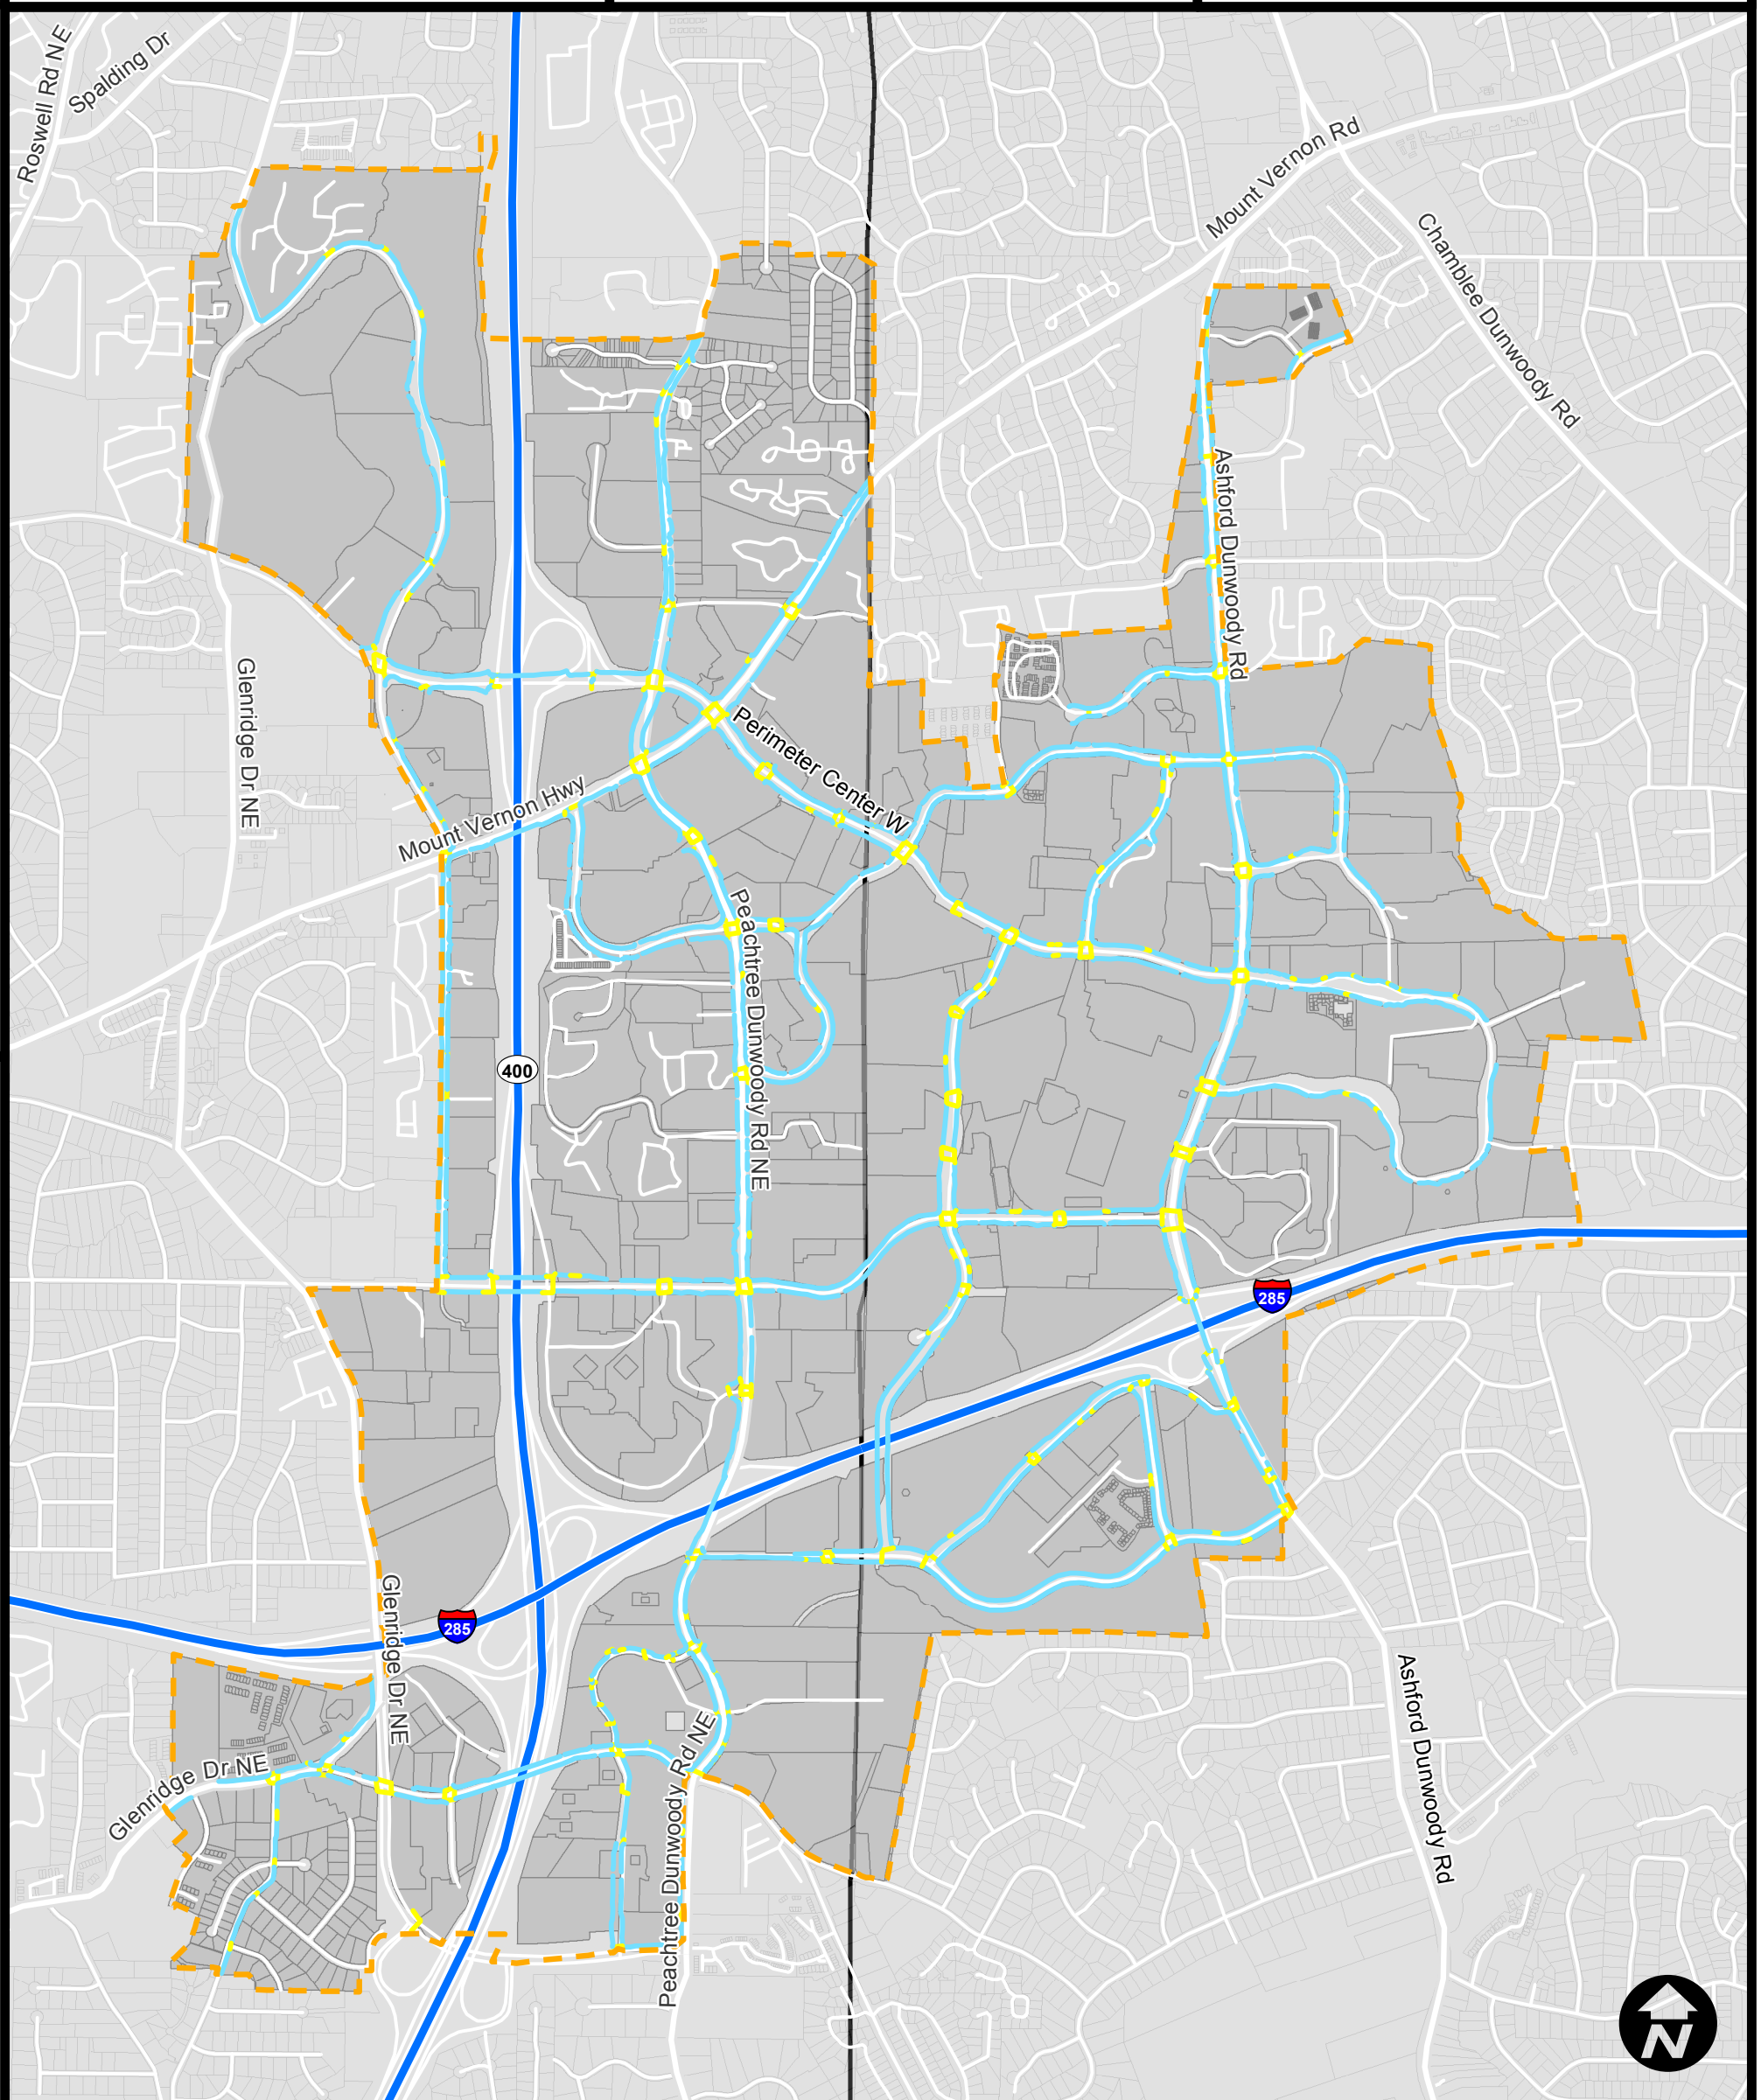 Roswell Rd NE
Spalding Dr
Mount Vernon Rd
Chamblee Dunwoody Rd
Ashford Dunwoody Rd
Glenridge Dr NE
Perimeter Center W
Mount Vernon Hwy
Peachtree Dunwoody Rd NE
400
285
285
Glenridge Dr NE
Ashford Dunwoody Rd
Glenridge Dr NE
Peachtree Dunwoody Rd NE
N